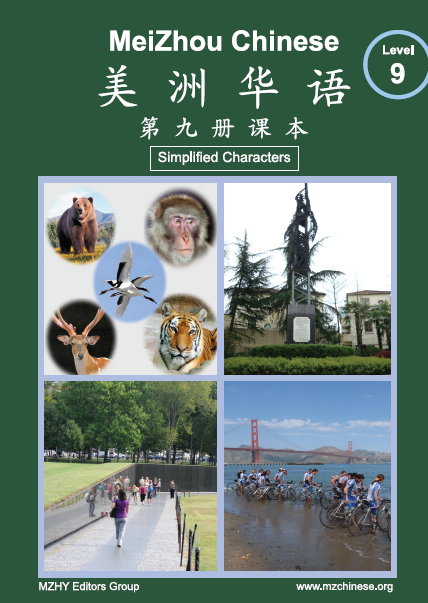 MeiZhou Chinese
Level
9
美洲华语
第九册课本
Simplified Characters
MZHY Editors Group
www.mzchinese.org